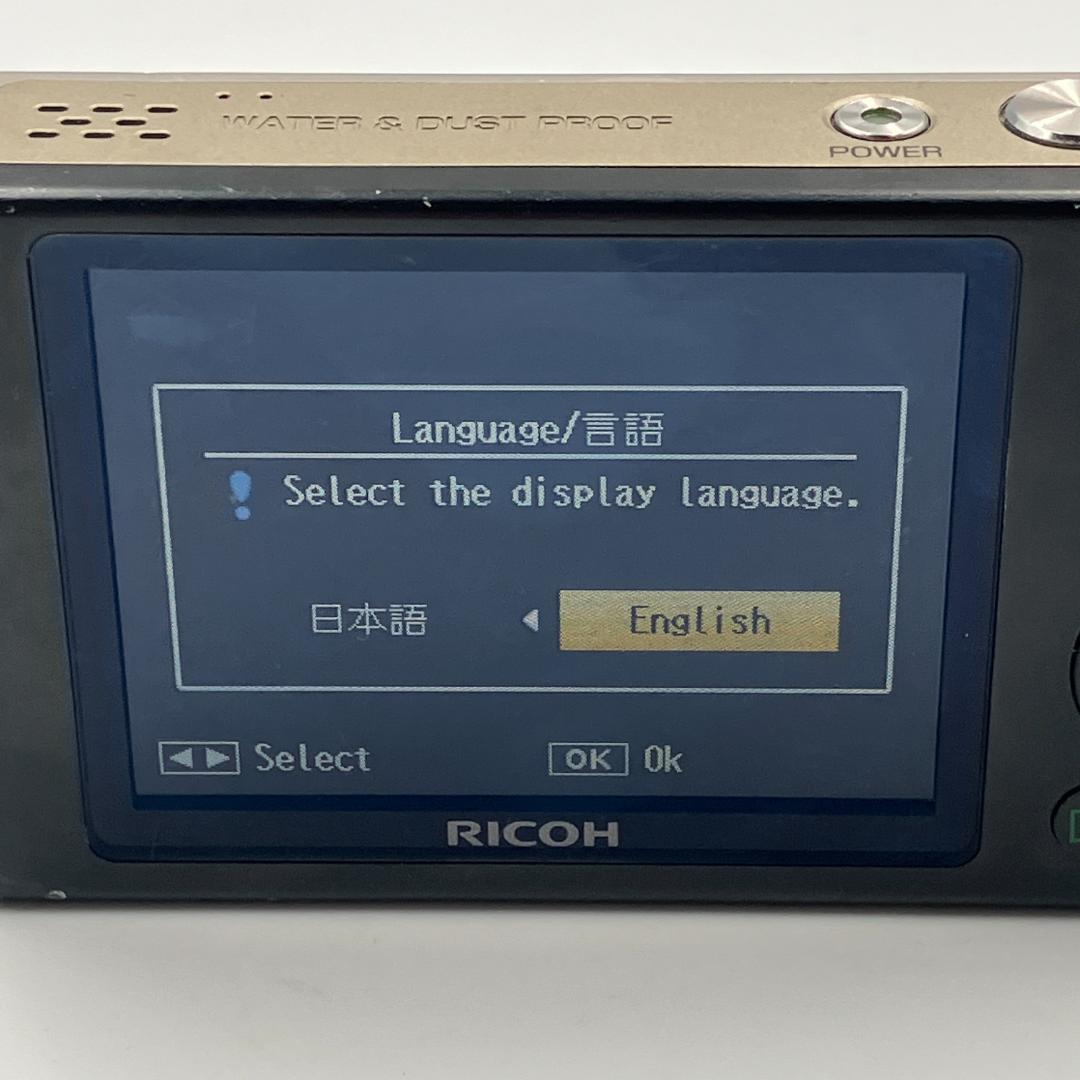 WATER & DUST PROOF
POWER
Language/言語
Select the display language.
日本語 English
Select OK Ok
RICOH